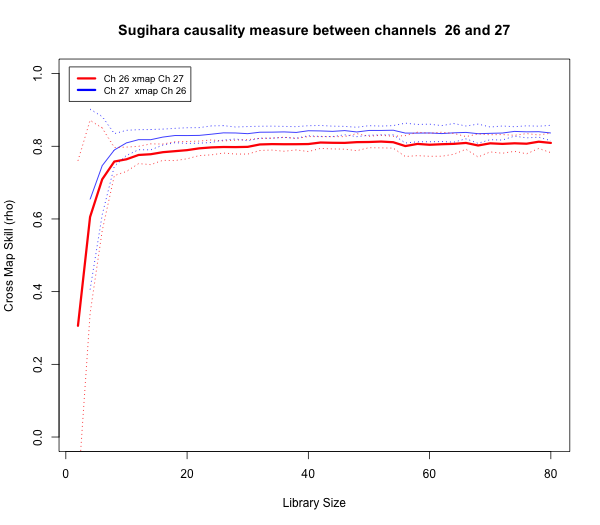 Sugihara causality measure between channels  26 and 27
Ch 26 xmap Ch 27
Ch 27  xmap Ch 26
Cross Map Skill (rho)
1.0
0.8
0.6
0.4
0.2
0.0
0 20 40 60 80
Library Size